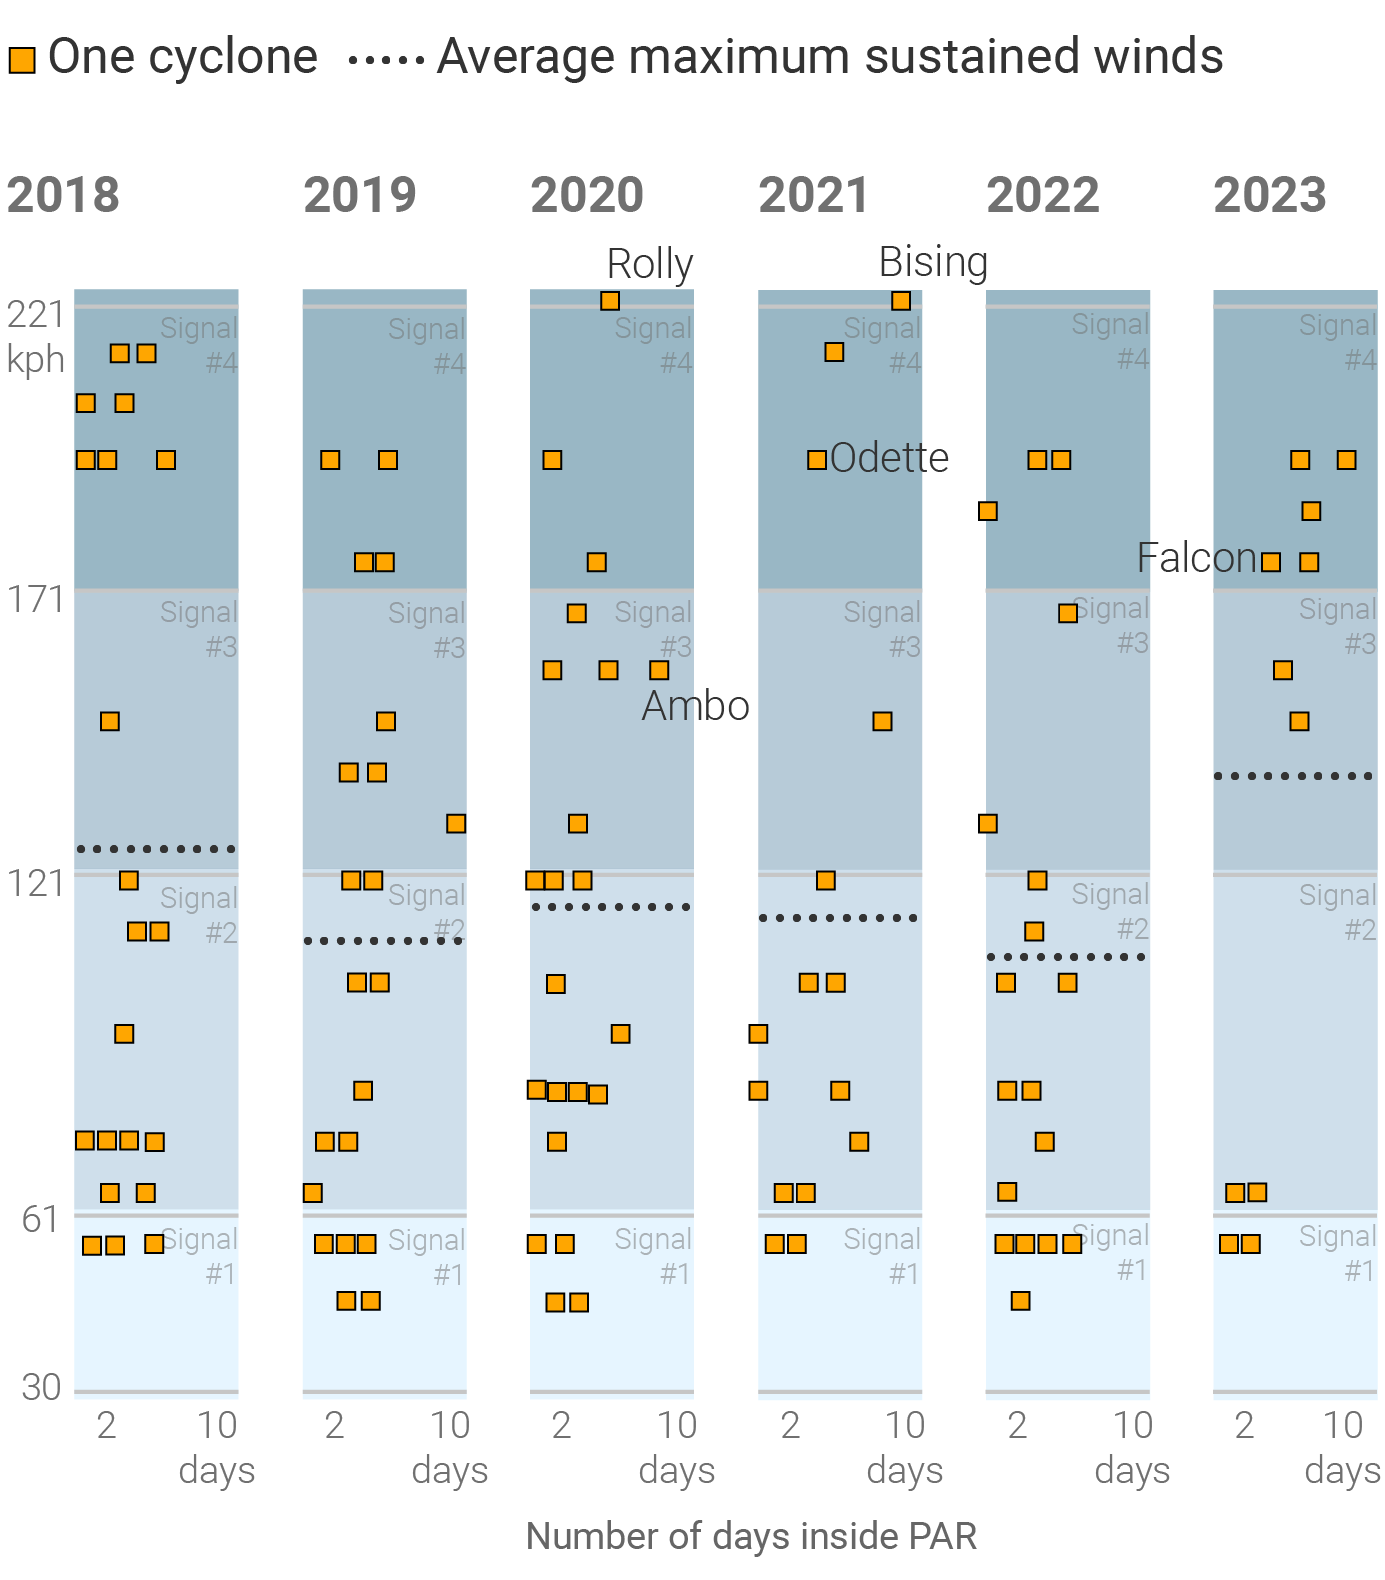 One cyclone
Average maximum sustained winds
2018
2019
2020
2021
2022
2023
Rolly
Bising
221
kph
Signal
#4
Signal
#4
Signal
#4
Signal
#4
Signal
#4
Signal
#4
Odette
Falcon
171
Signal
#3
Signal
#3
Signal
#3
Signal
#3
Signal
#3
Signal
#3
Ambo
121
Signal
#2
Signal
#2
Signal
#2
Signal
#2
61
Signal
#1
Signal
#1
Signal
#1
Signal
#1
Signal
#1
Signal
#1
30
2
10
days
2
10
days
2
10
days
2
10
days
2
10
days
2
10
days
Number of days inside PAR